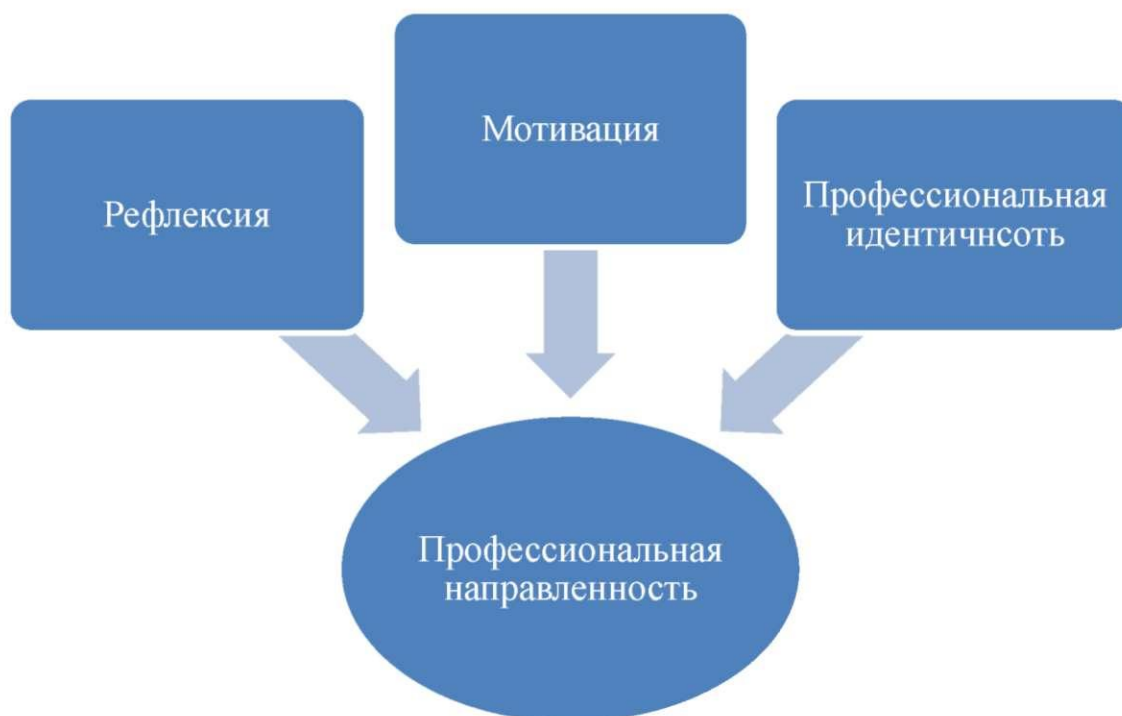 Рефлексия
Мотивация
Профессиональная
идентичнсоть
Профессиональная
направленность